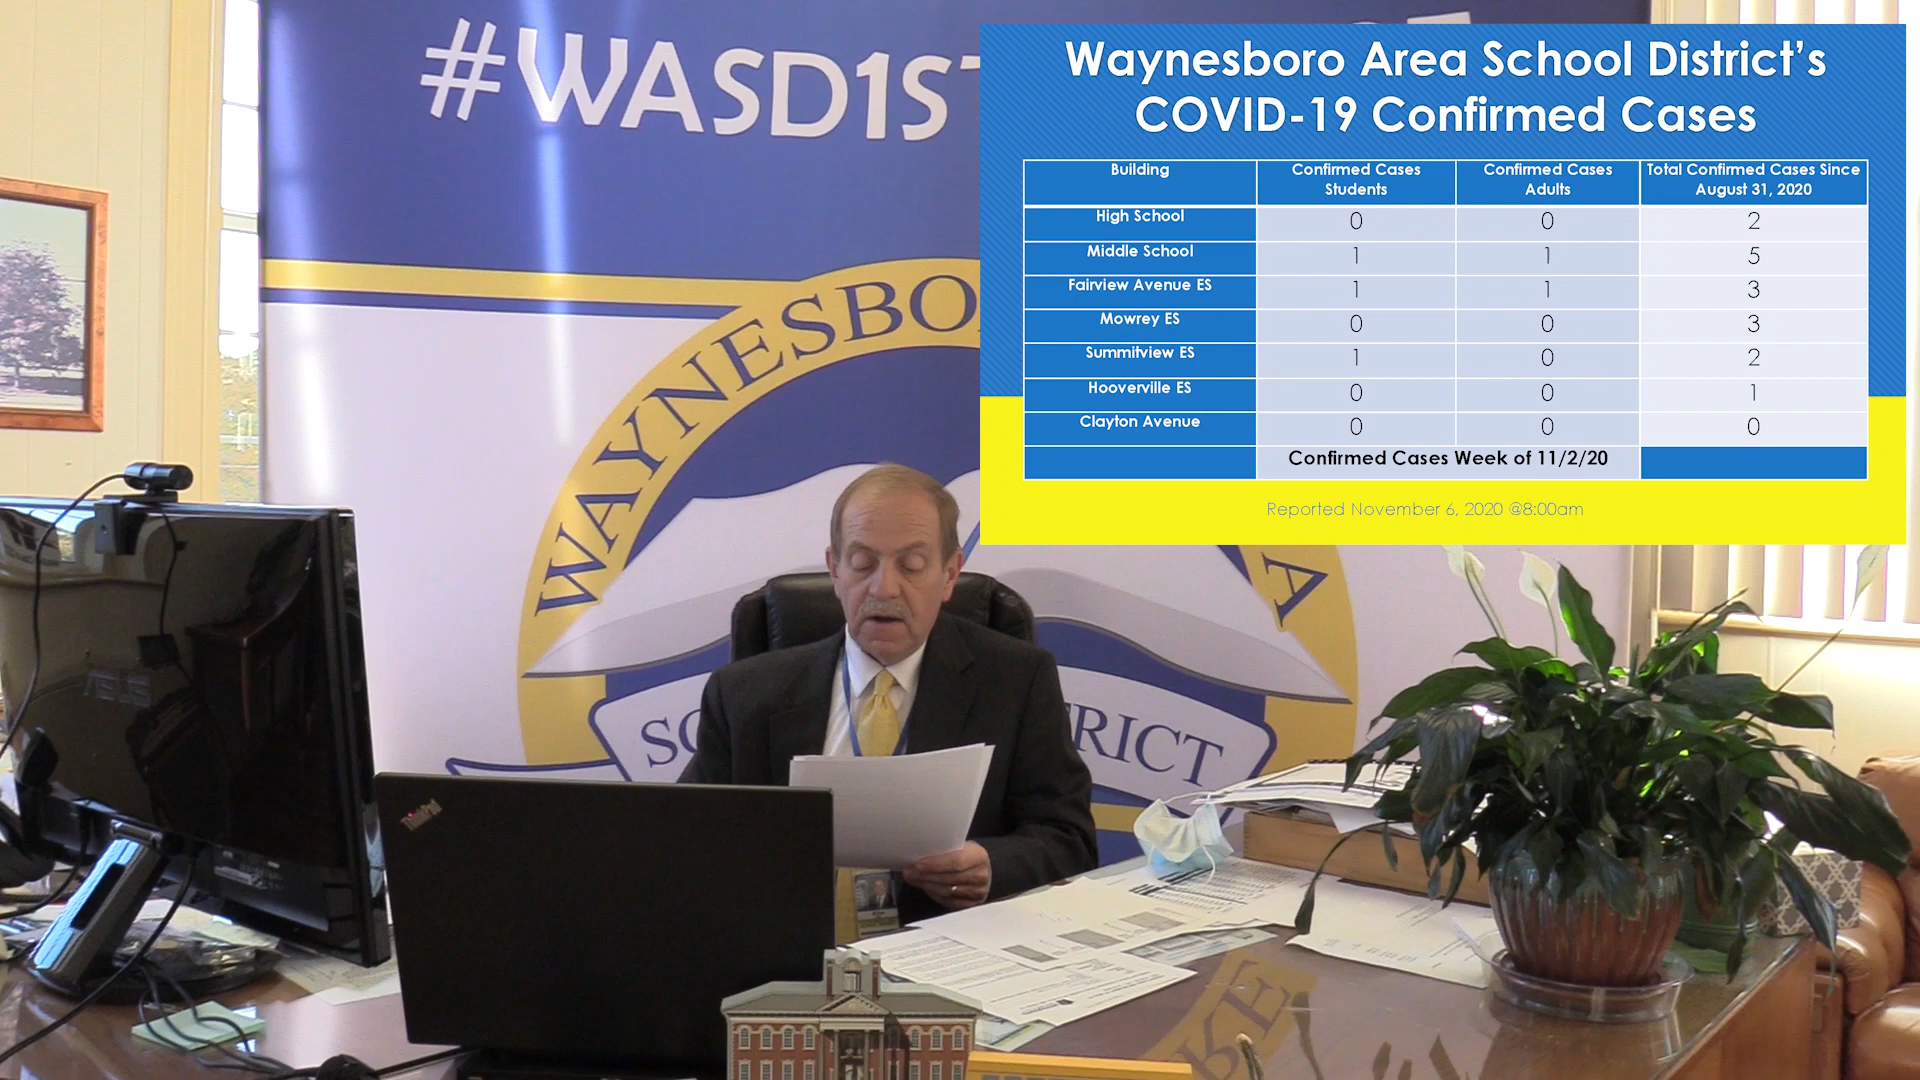 #WASD1ST
WAYNESBO
A
SC
TRICT
ThinkPad
Waynesboro Area School District's
COVID-19 Confirmed Cases
Building Confirmed Cases Students Confirmed Cases Adults Total Confirmed Cases Since August 31, 2020
High School 0 0 2
Middle School 1 1 5
Fairview Avenue ES 1 1 3
Mowrey ES 0 0 3
Summitview ES 1 0 2
Hooverville ES 0 0 1
Clayton Avenue 0 0 0
Confirmed Cases Week of 11/2/20
Reported November 6, 2020 @8:00am